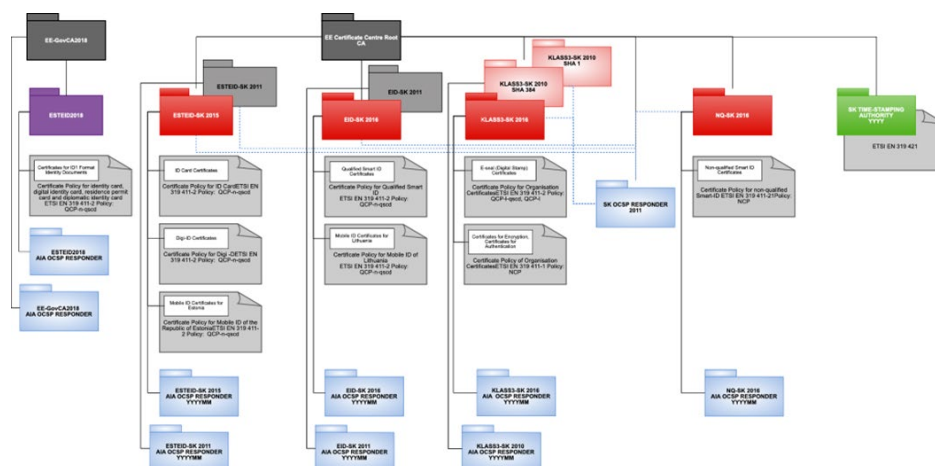 EE-GovCA2018
EE Certificate Centre Root
CA
KLASS3-SK 2010
SHA 1
ESTEID-SK 2011
EID-SK 2011
KLASS3-SK 2010
SHA 384
ESTEID2018
ESTEID-SK 2015
EID-SK 2016
KLASS3-SK 2016
NQ-SK 2016
SK TIME-STAMPING
AUTHORITY
YYYY
ETSI EN 319 421
Certificates for ID1 Format
Identity Documents
Certificate Policy for identity card,
digital identity card, residence permit
card and diplomatic identity card
ETSI EN 319 411-2 Policy:
QCP-n-qscd
ID Card Certificates
Certificate Policy for ID CardETSI EN
319 411-2 Policy: QCP-n-qscd
Qualified Smart ID
Certificates
Certificate Policy for Qualified Smart
ID
ETSI EN 319 411-2 Policy:
QCP-n-qscd
E-seal (Digital Stamp)
Certificates
Certificate Policy for Organisation
CertificatesETSI EN 319 411-2 Policy:
QCP-l-qscd, QCP-l
Non-qualified Smart ID
Certificates
Certificate Policy for non-qualified
Smart-ID ETSI EN 319 411-21Policy:
NCP
SK OCSP RESPONDER
2011
Digi-ID Certificates
Certificate Policy for Digi -DETSI EN
319 411-2 Policy: QCP-n-qscd
Mobile ID Certificates for
Lithuania
Certificate Policy for Mobile ID of
Lithuania
ETSI EN 319 411-2 Policy:
QCP-n-qscd
Certificates for Encryption,
Certificates for
Authentication
Certificate Policy of Organisation
CertificatesETSI EN 319 411-1 Policy:
NCP
ESTEID2018
AIA OCSP RESPONDER
EE-GovCA2018
AIA OCSP RESPONDER
Mobile ID Certificates for
Estonia
Certificate Policy for Mobile ID of the
Republic of EstoniaETSI EN 319 411-
2 Policy: QCP-n-qscd
ESTEID-SK 2015
AIA OCSP RESPONDER
YYYYMM
EID-SK 2016
AIA OCSP RESPONDER
YYYYMM
KLASS3-SK 2016
AIA OCSP RESPONDER
YYYYMM
NQ-SK 2016
AIA OCSP RESPONDER
YYYYMM
ESTEID-SK 2011
AIA OCSP RESPONDER
YYYYMM
EID-SK 2011
AIA OCSP RESPONDER
YYYYMM
KLASS3-SK 2010
AIA OCSP RESPONDER
YYYYMM